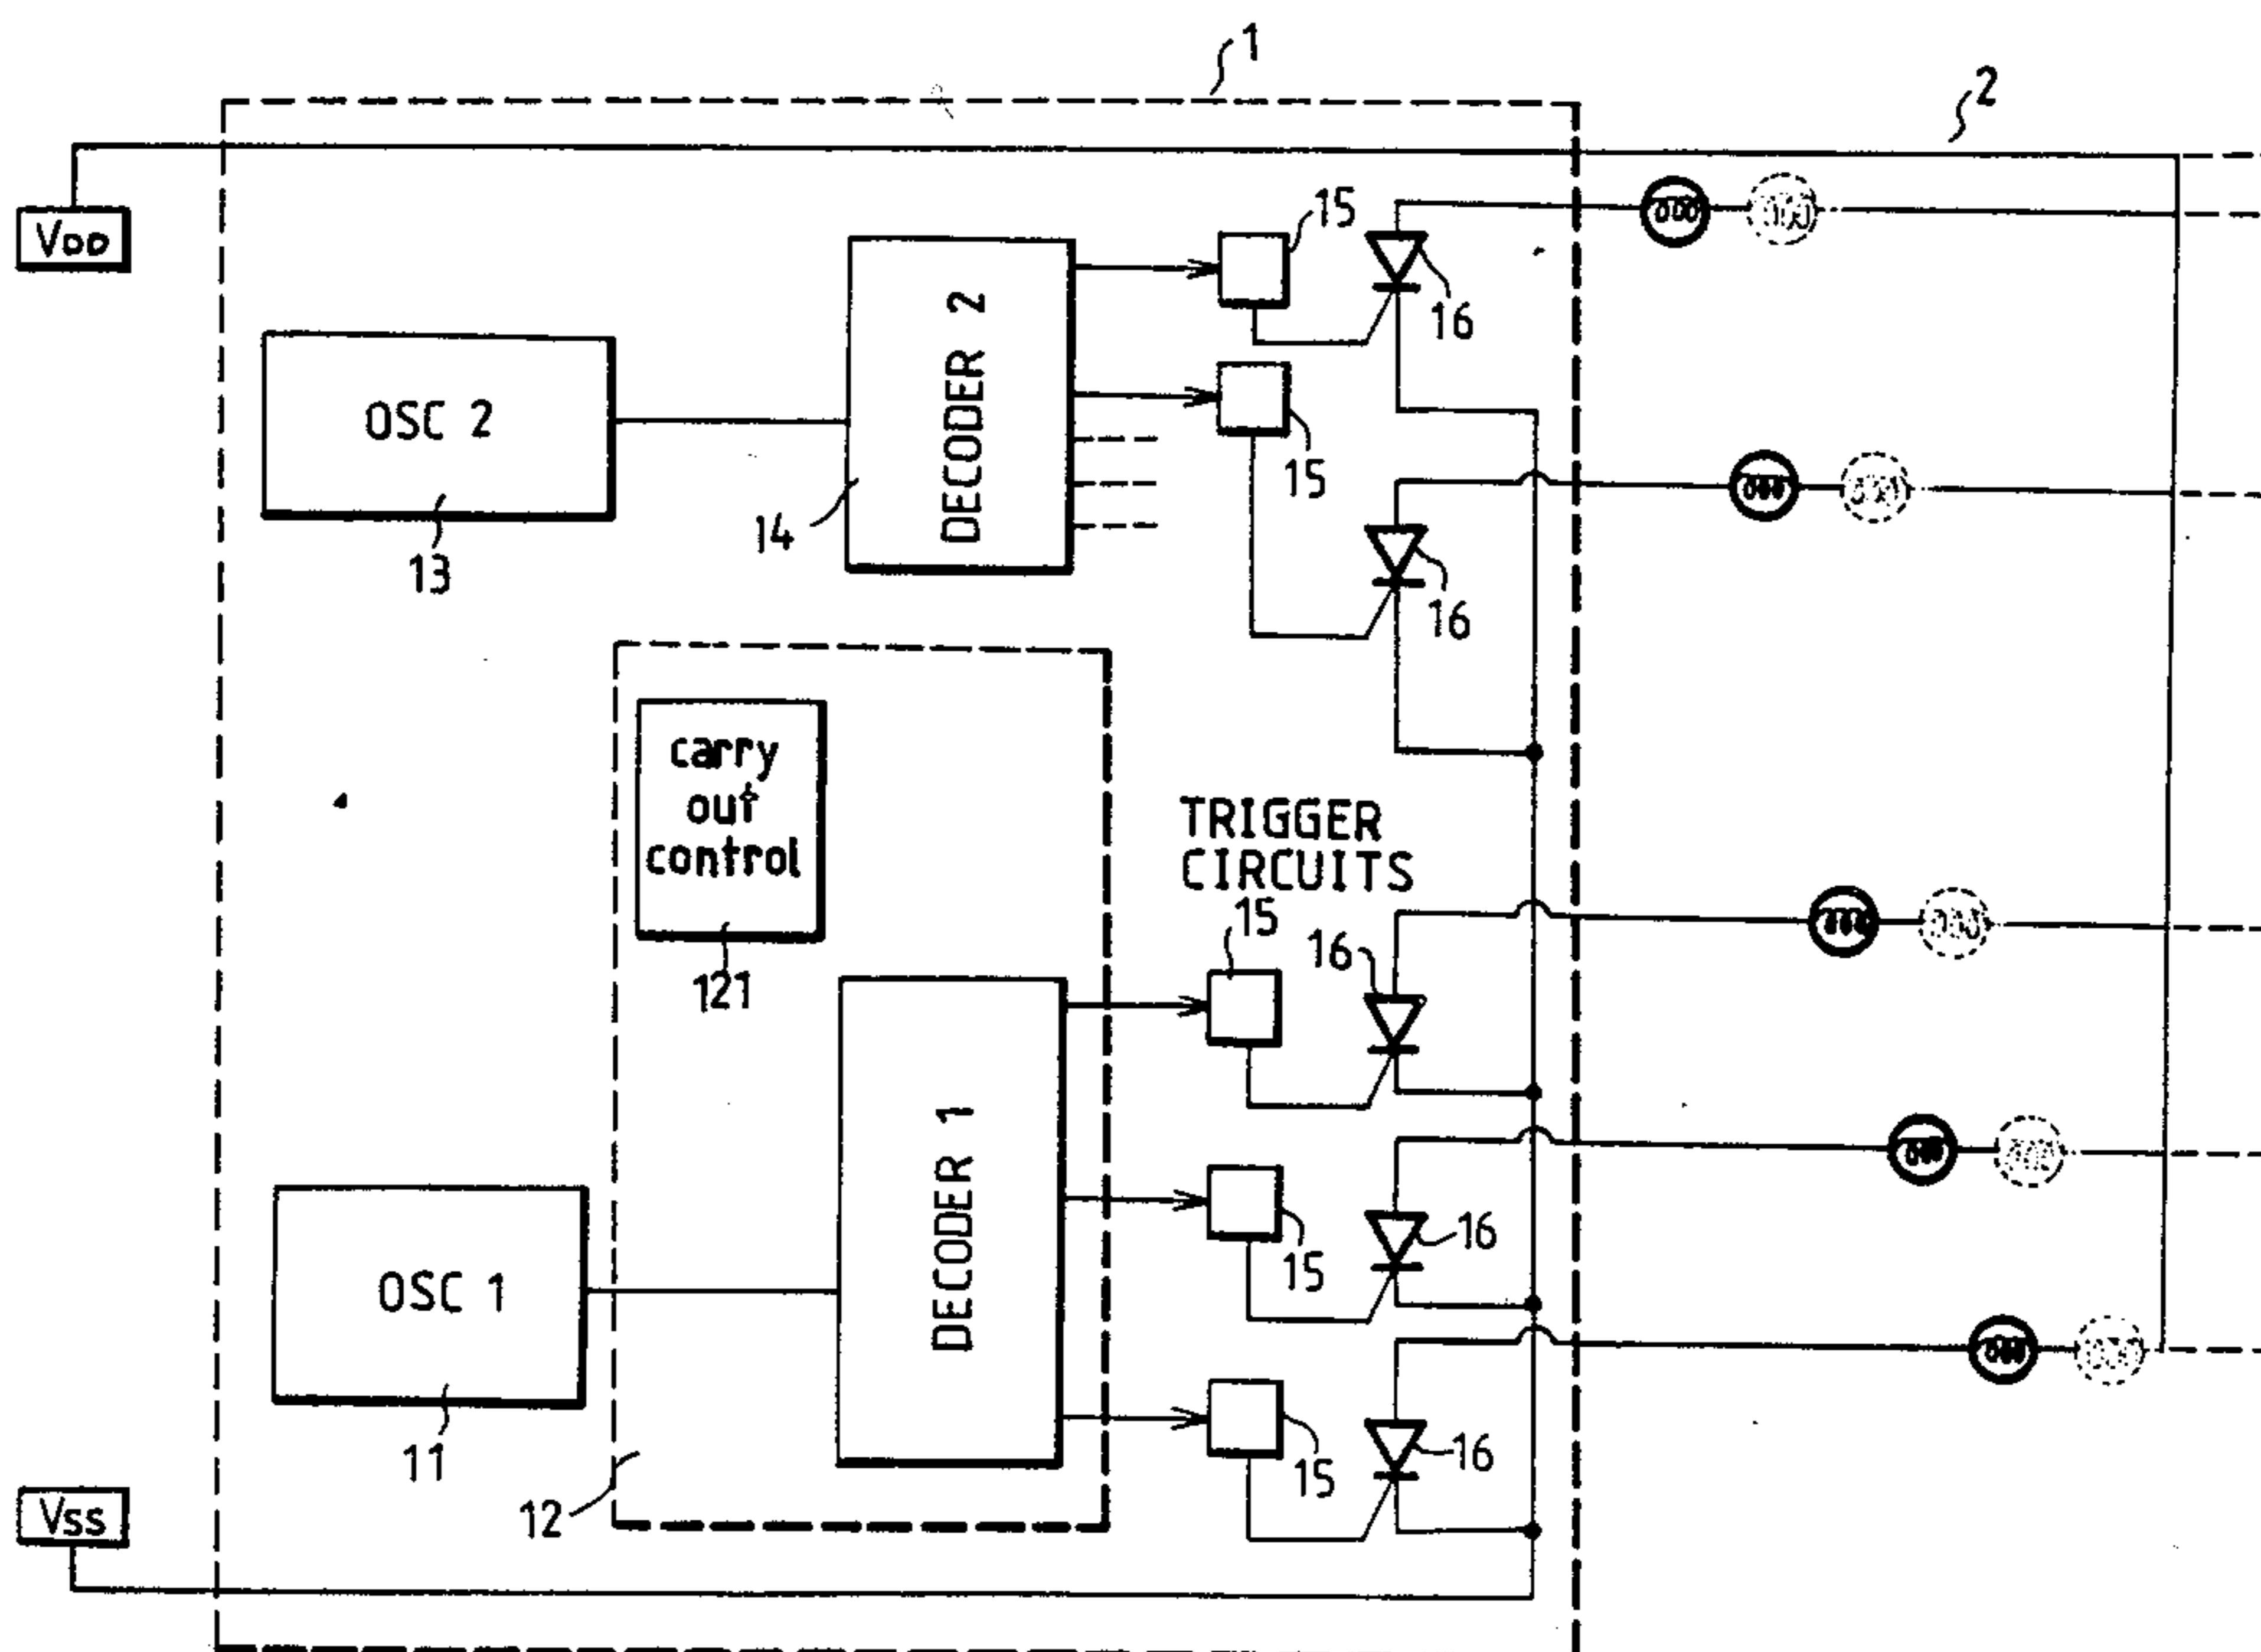 1
2
VDD
15
16
OSC 2
13
14
DECODER 2
15
16
carry
out
control
121
TRIGGER
CIRCUITS
15
16
DECODER 1
OSC 1
11
12
15
16
15
16
VSS